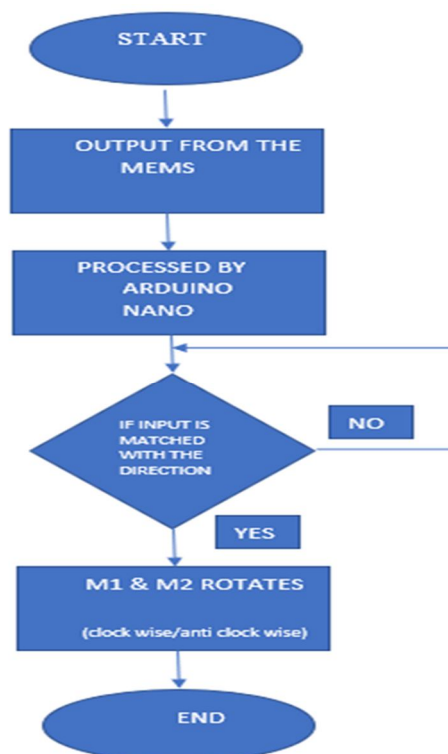 START
OUTPUT FROM THE
MEMS
PROCESSED BY
ARDUINO
NANO
IF INPUT IS
MATCHED
WITH THE
DIRECTION
NO
YES
M1 & M2 ROTATES
(clock wise/anti clock wise)
END